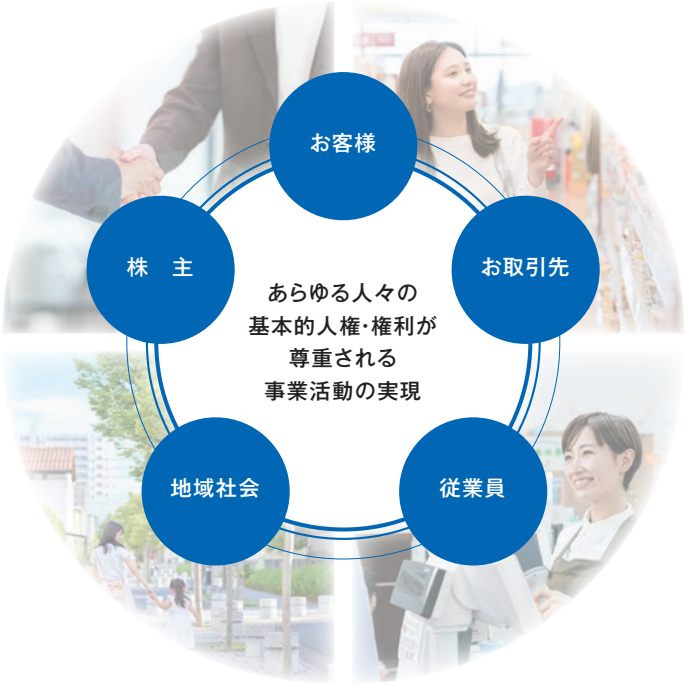 お客様
株　主
お取引先
あらゆる人々の
基本的人権・権利が
尊重される
事業活動の実現
地域社会
従業員